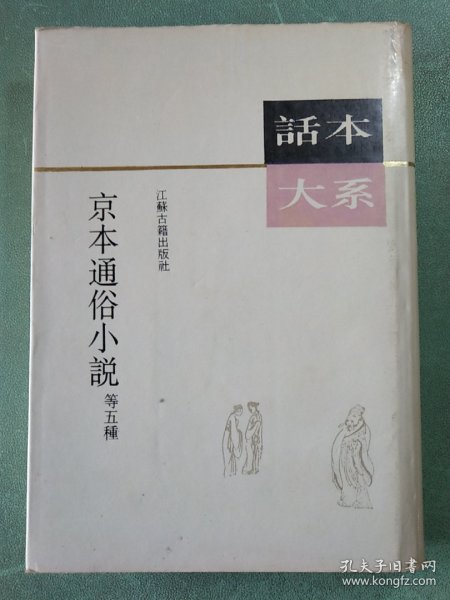 話本
大系
江蘇古籍出版社
京本通俗小説 等五種
孔夫子旧书网
www.kongfz.com